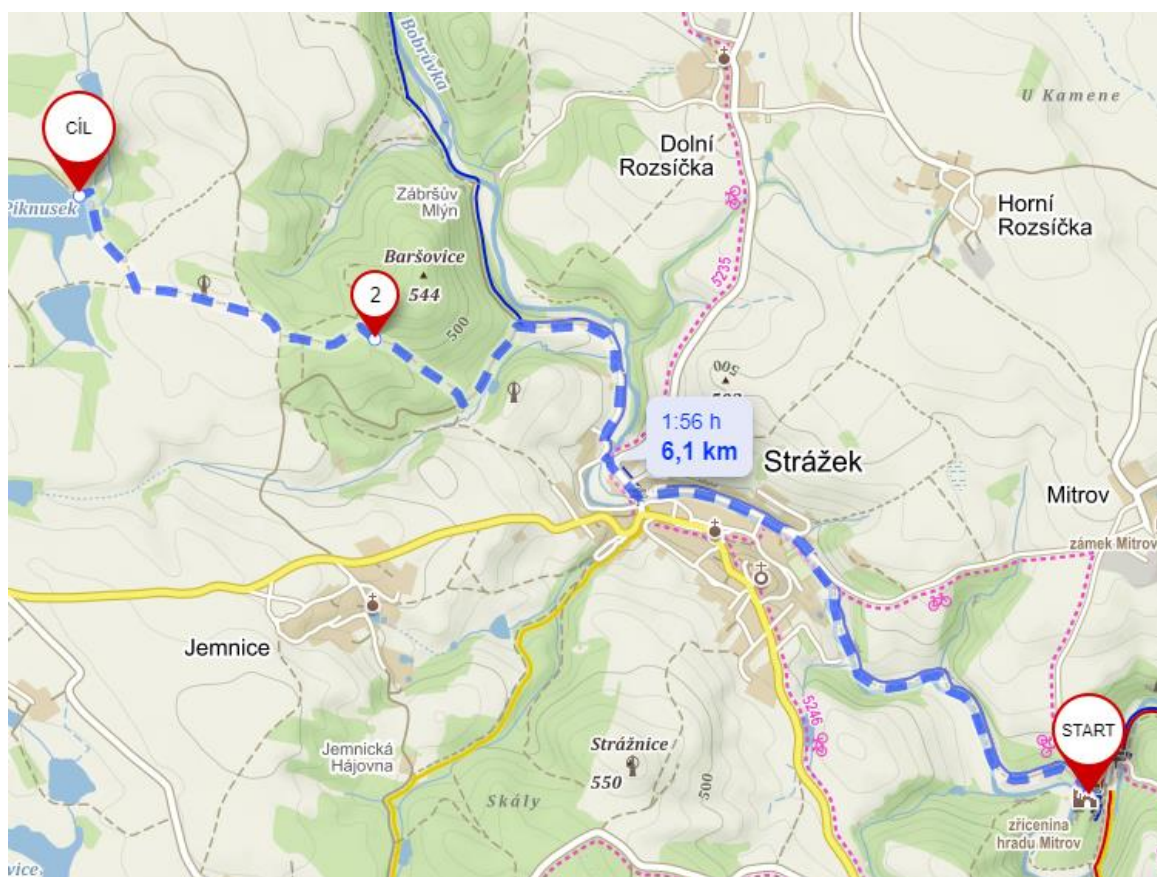 Bobrůvka
U Kamene
CÍL
Dolní
Rozsíčka
Zábršův
Mlýn
Piknusek
Horní
Rozsíčka
Baršovice
544
2
5235
500
500
1:56 h
6,1 km
Strážek
Mitrov
zámek Mitrov
Jemnice
5246
START
Jemnická
Hájovna
Strážnice
550
500
Skály
zřícenina
hradu Mitrov